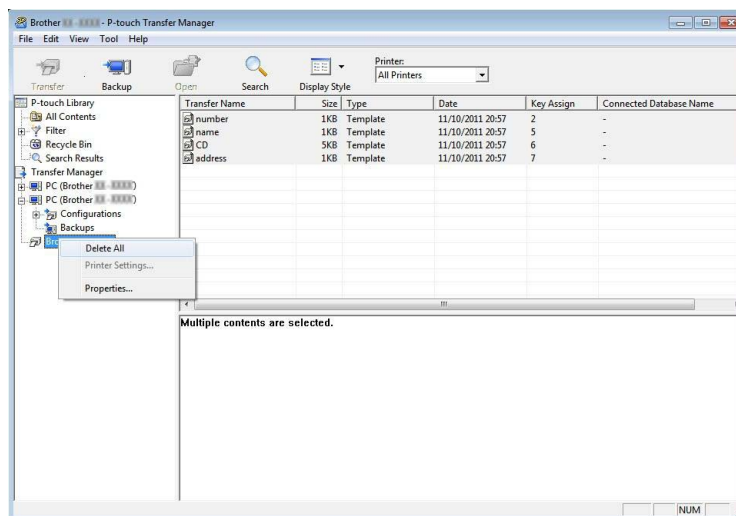 Brother - P-touch Transfer Manager
File Edit View Tool Help
Transfer Backup Open Search Display Style
Printer:
All Printers
P-touch Library
All Contents
Filter
Recycle Bin
Search Results
Transfer Manager
PC (Brother )
PC (Brother )
Configurations
Backups
Delete All
Printer Settings...
Properties...
Transfer Name Size Type Date Key Assign Connected Database Name
number 1KB Template 11/10/2011 20:57 2 -
name 1KB Template 11/10/2011 20:57 5 -
CD 5KB Template 11/10/2011 20:57 6 -
address 1KB Template 11/10/2011 20:57 7 -
Multiple contents are selected.
NUM